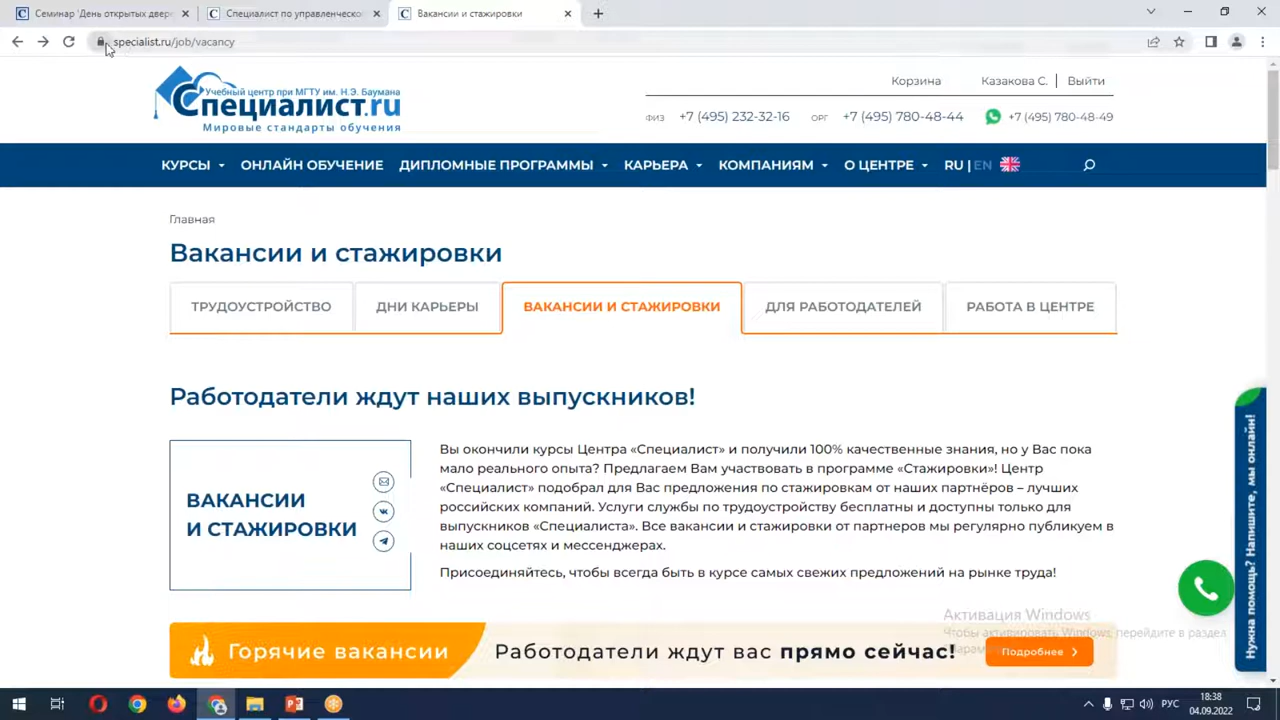 Семинар 'День открытых двер
Специалист по управленческо
Вакансии и стажировки
specialist.ru/job/vacancy
Учебный центр при МГТУ им. Н.Э. Баумана
Специалист.ru
Мировые стандарты обучения
Корзина
Казакова С.
Выйти
ФИЗ +7 (495) 232-32-16
ОРГ +7 (495) 780-48-44
+7 (495) 780-48-49
КУРСЫ
ОНЛАЙН ОБУЧЕНИЕ
ДИПЛОМНЫЕ ПРОГРАММЫ
КАРЬЕРА
КОМПАНИЯМ
О ЦЕНТРЕ
RU | EN
Главная
Вакансии и стажировки
ТРУДОУСТРОЙСТВО
ДНИ КАРЬЕРЫ
ВАКАНСИИ И СТАЖИРОВКИ
ДЛЯ РАБОТОДАТЕЛЕЙ
РАБОТА В ЦЕНТРЕ
Работодатели ждут наших выпускников!
ВАКАНСИИ
И СТАЖИРОВКИ
Вы окончили курсы Центра «Специалист» и получили 100% качественные знания, но у Вас пока
мало реального опыта? Предлагаем Вам участвовать в программе «Стажировки»! Центр
«Специалист» подобрал для Вас предложения по стажировкам от наших партнёров – лучших
российских компаний. Услуги службы по трудоустройству бесплатны и доступны только для
выпускников «Специалиста». Все вакансии и стажировки от партнеров мы регулярно публикуем в
наших соцсетях и мессенджерах.
Присоединяйтесь, чтобы всегда быть в курсе самых свежих предложений на рынке труда!
Нужна помощь? Напишите, мы онлайн!
Активация Windows
Чтобы активировать Windows, перейдите в раздел
Горячие вакансии
Работодатели ждут вас прямо сейчас!
Подробнее
РУС
18:38
04.09.2022